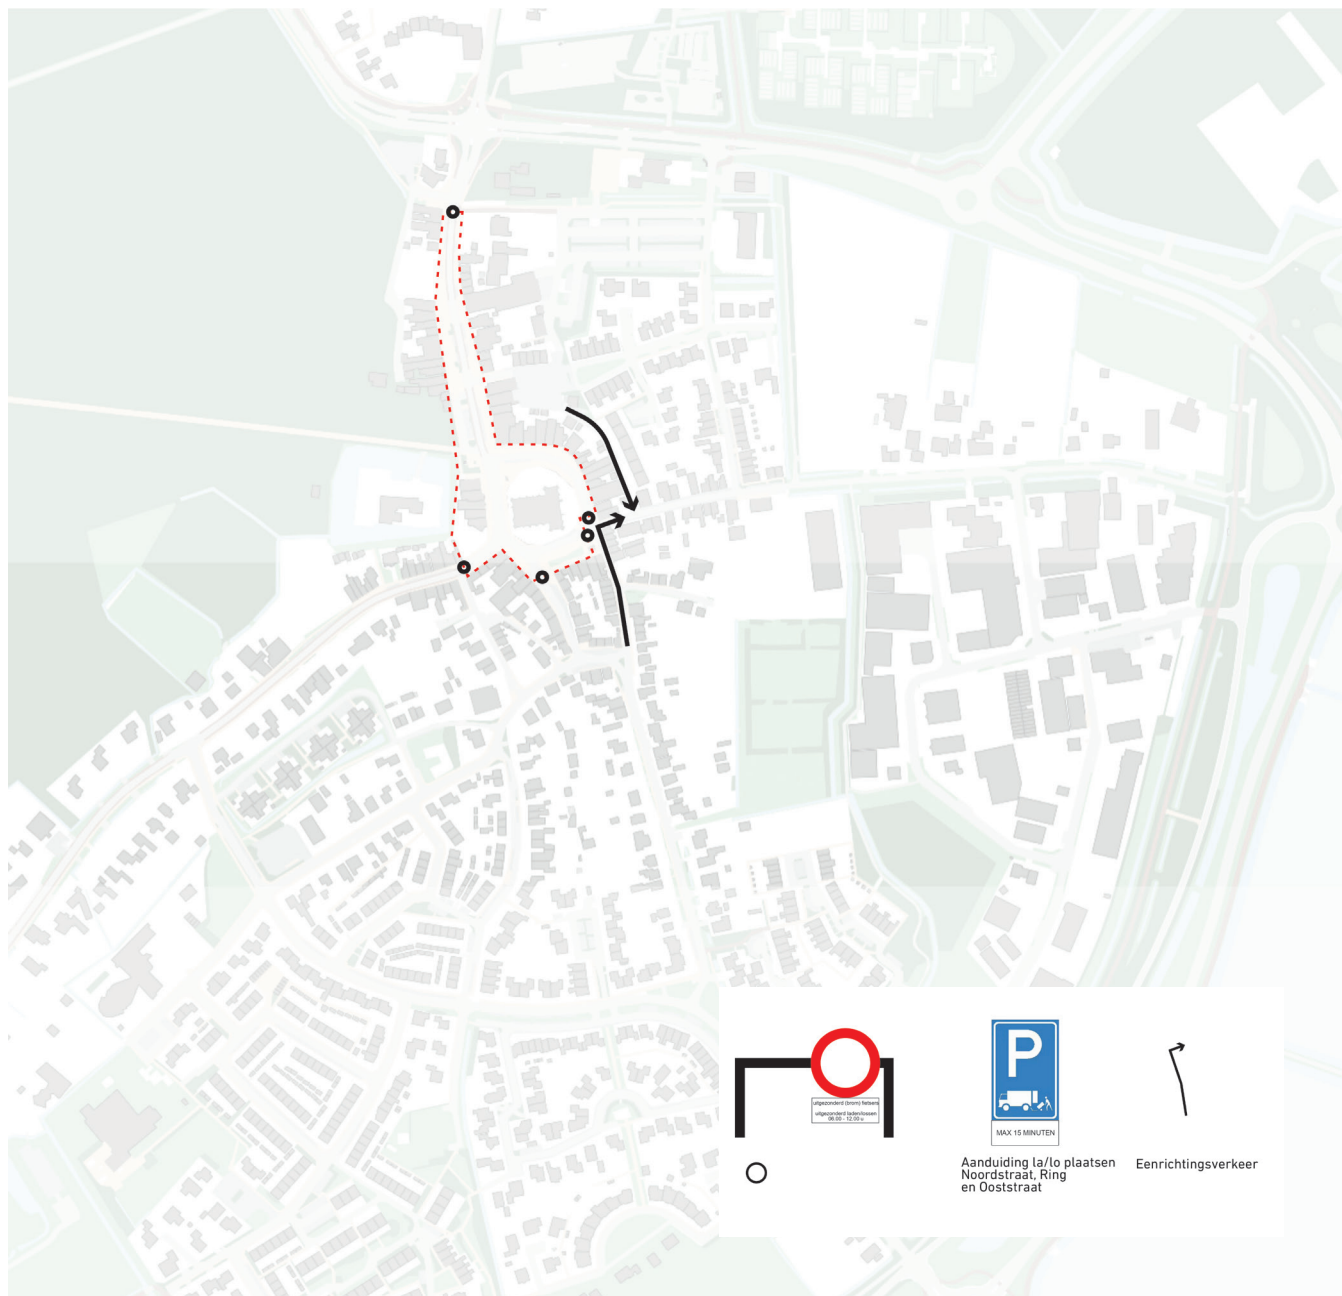 uitgezonderd (brom) fietsers
uitgezonderd laden/lossen
06:00 - 12:00 u
P
MAX 15 MINUTEN
Aanduiding la/lo plaatsen
Noordstraat, Ring
en Ooststraat
Eenrichtingsverkeer